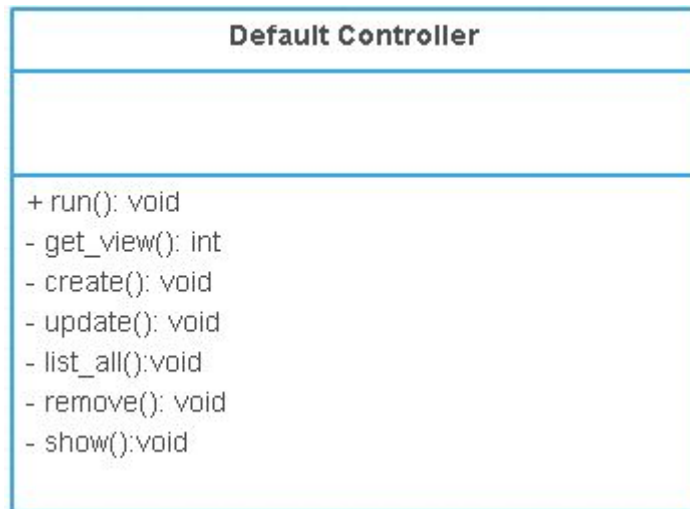 Default Controller
+ run(): void
- get_view(): int
- create(): void
- update(): void
- list_all():void
- remove(): void
- show():void